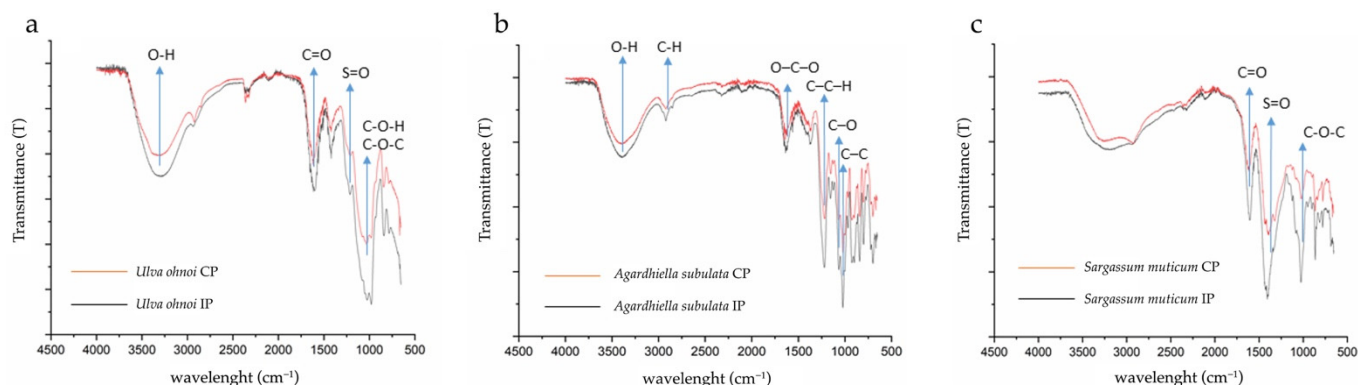 a
O-H
C=O
S=O
C-O-H
C-O-C
Transmittance (T)
Ulva ohnoi CP
Ulva ohnoi IP
4500 4000 3500 3000 2500 2000 1500 1000 500
wavelenght (cm⁻¹)
b
O-H
C-H
O-C-O
C-C-H
C-O
C-C
Transmittance (T)
Agardhiella subulata CP
Agardhiella subulata IP
4500 4000 3500 3000 2500 2000 1500 1000 500
wavelenght (cm⁻¹)
c
C=O
S=O
C-O-C
Transmittance (T)
Sargassum muticum CP
Sargassum muticum IP
4500 4000 3500 3000 2500 2000 1500 1000 500
wavelenght (cm⁻¹)